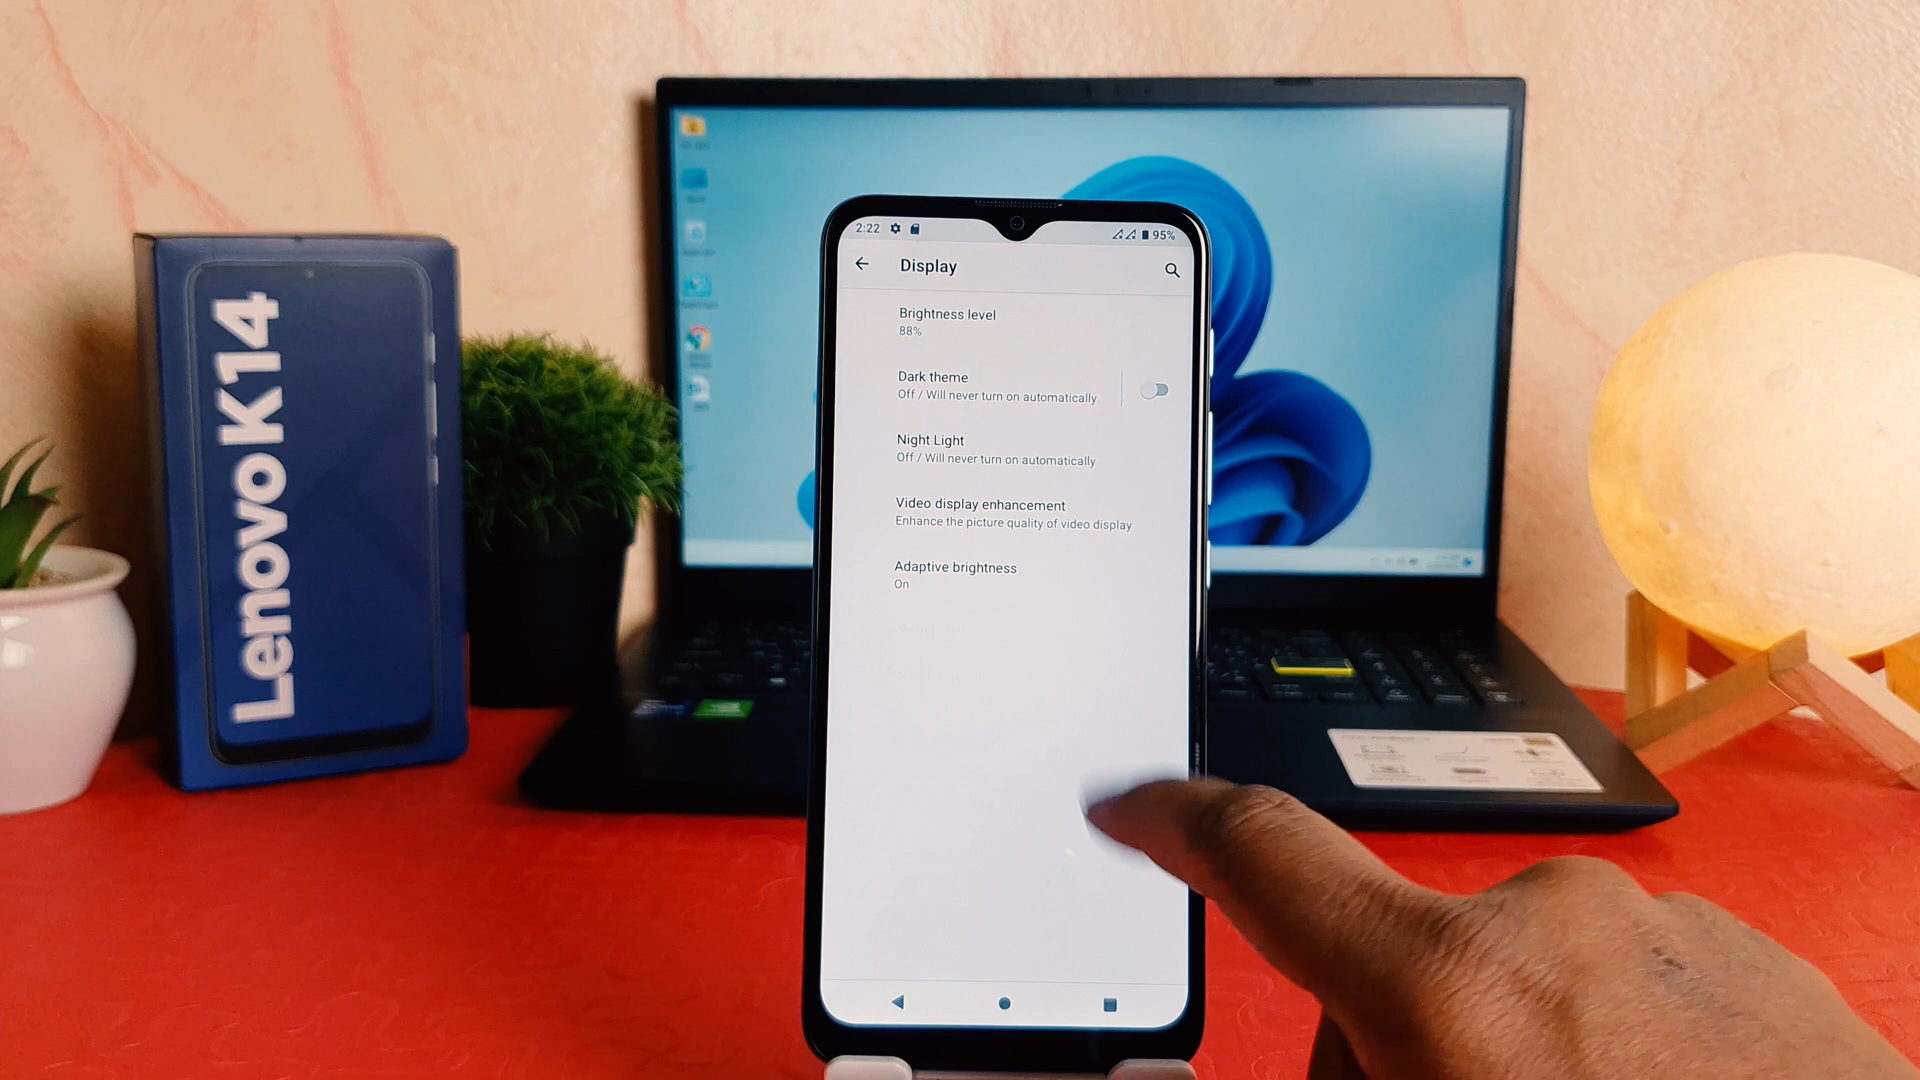 Lenovo K14
2:22
95%
Display
Brightness level
88%
Dark theme
Off / Will never turn on automatically
Night Light
Off / Will never turn on automatically
Video display enhancement
Enhance the picture quality of video display
Adaptive brightness
On